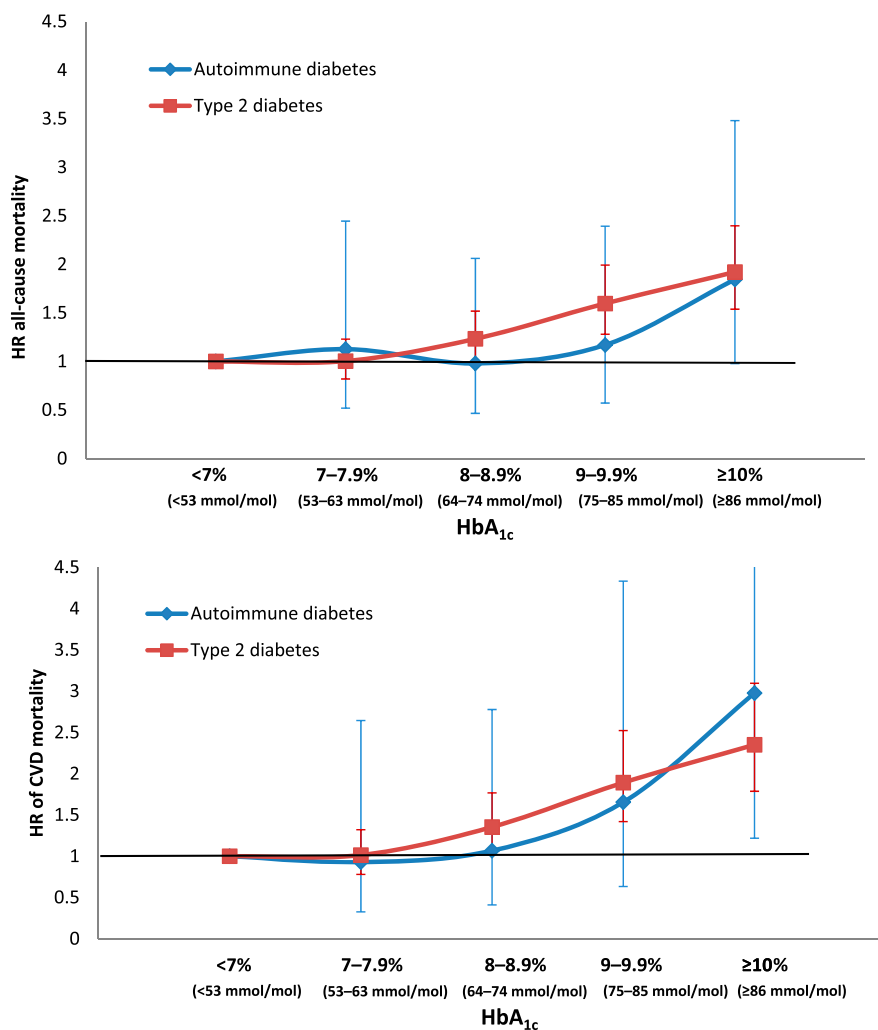 4.5
4
3.5
3
2.5
2
1.5
1
0.5
0
HR all-cause mortality
Autoimmune diabetes
Type 2 diabetes
<7% 7–7.9% 8–8.9% 9–9.9% ≥10%
(<53 mmol/mol) (53–63 mmol/mol) (64–74 mmol/mol) (75–85 mmol/mol) (≥86 mmol/mol)
HbA1c
4.5
4
3.5
3
2.5
2
1.5
1
0.5
0
HR of CVD mortality
Autoimmune diabetes
Type 2 diabetes
<7% 7–7.9% 8–8.9% 9–9.9% ≥10%
(<53 mmol/mol) (53–63 mmol/mol) (64–74 mmol/mol) (75–85 mmol/mol) (≥86 mmol/mol)
HbA1c